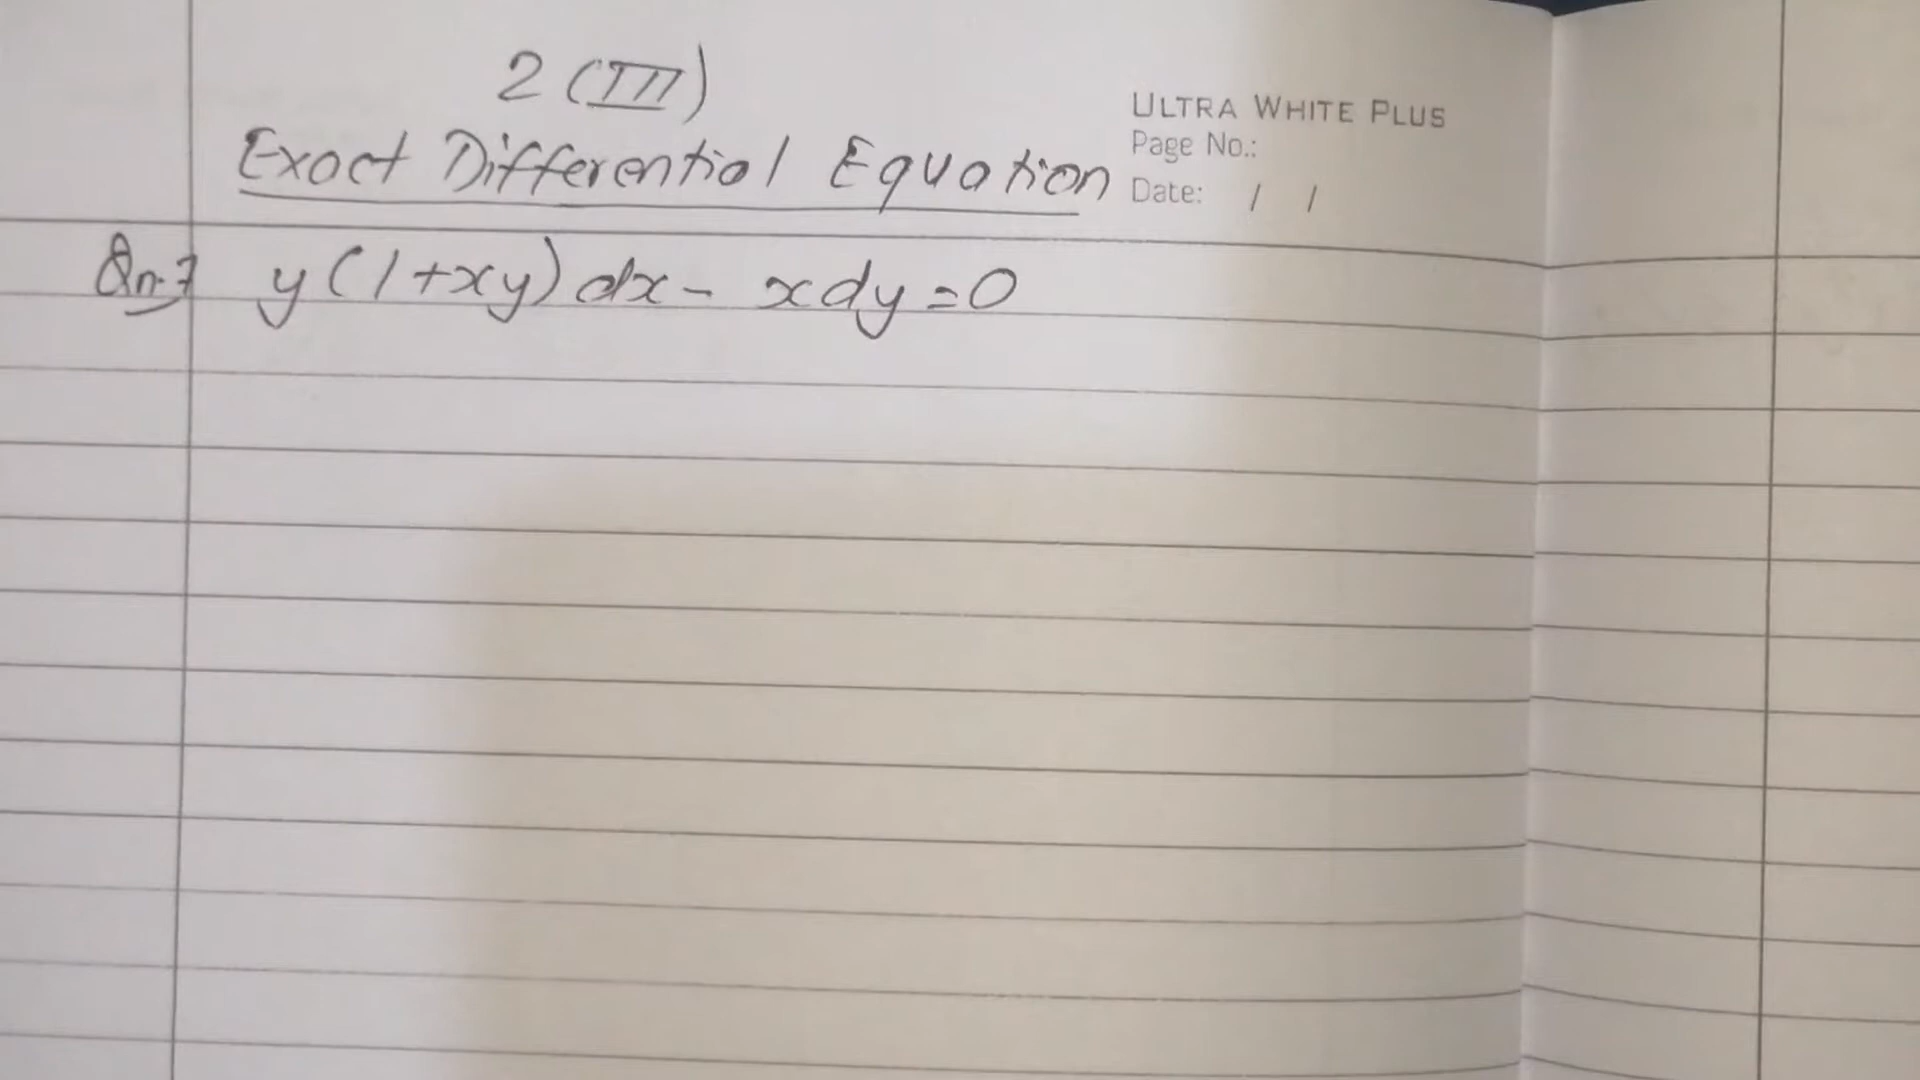 2 (III)
Exact Differential Equation
ULTRA WHITE PLUS
Page No.:
Date: / /
Qn.7 y(1+xy)dx - xdy=0